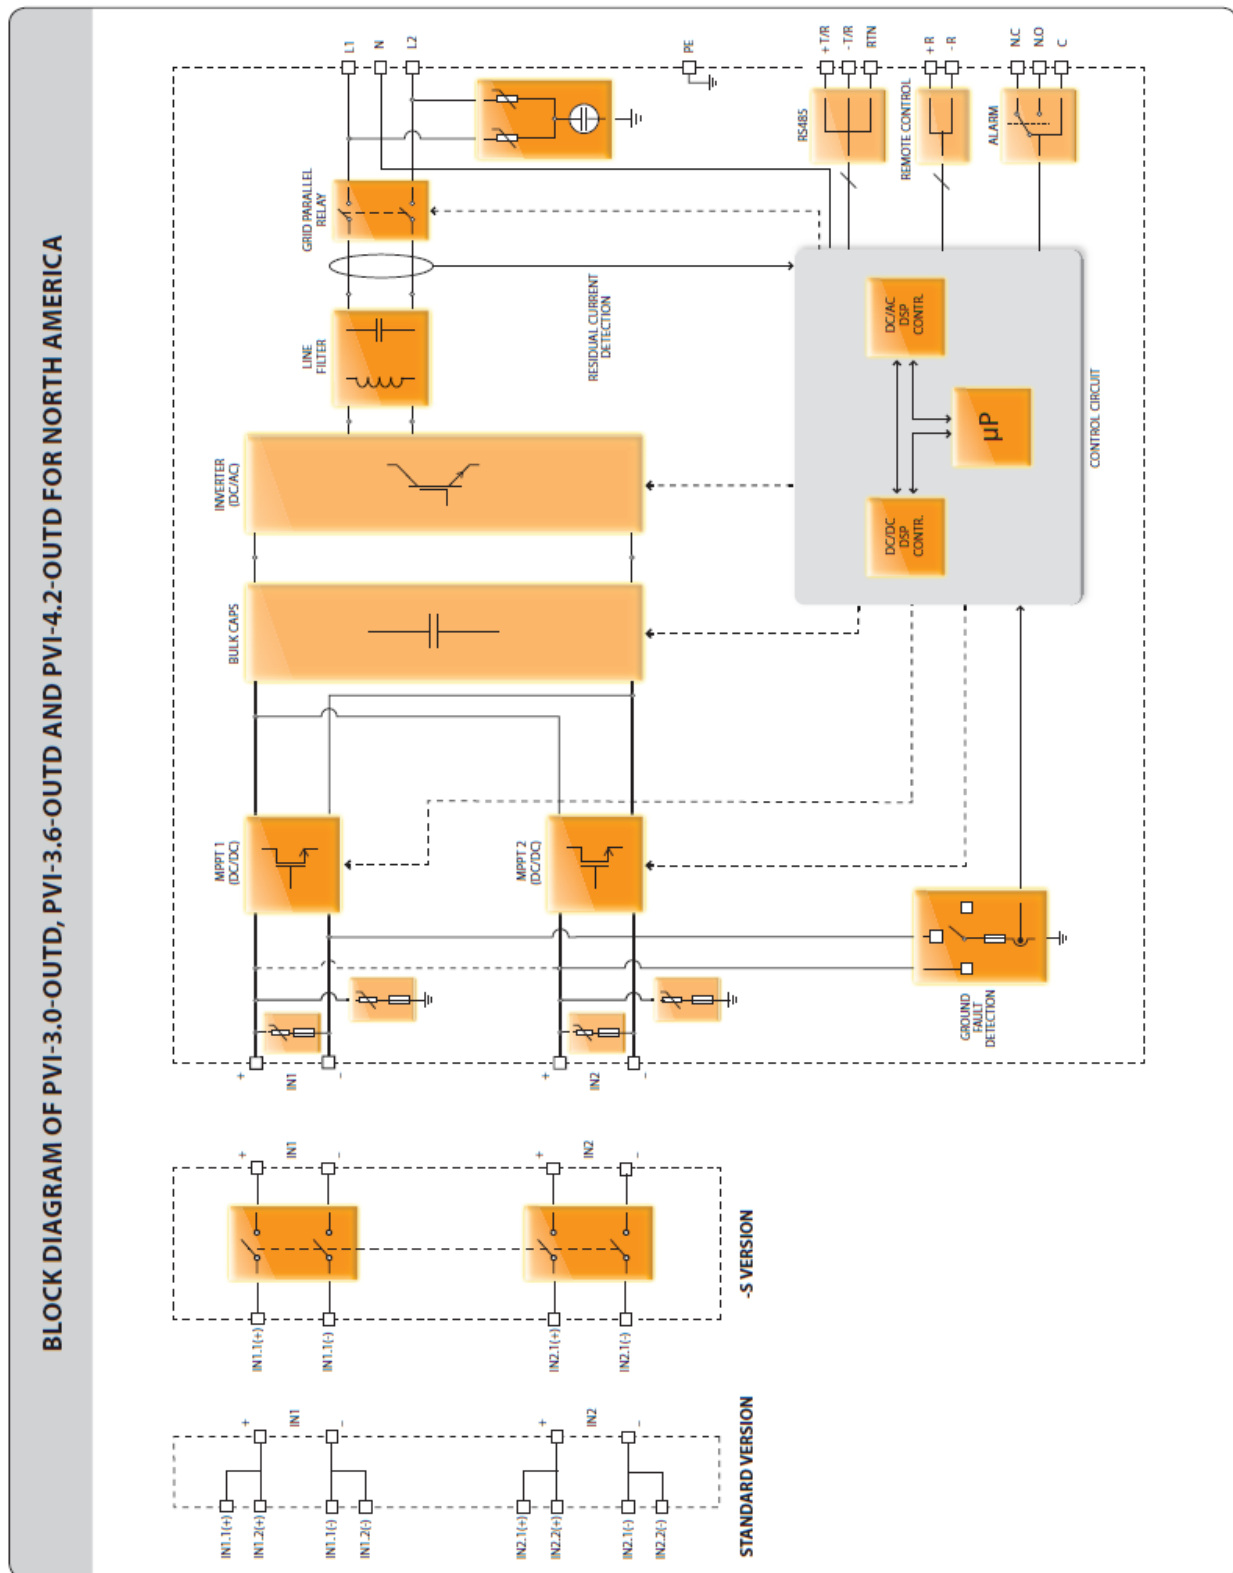 BLOCK DIAGRAM OF PVI-3.0-OUTD, PVI-3.6-OUTD AND PVI-4.2-OUTD FOR NORTH AMERICA
IN1.1(+)
IN1.2(+)
IN1.1(-)
IN1.2(-)
IN2.1(+)
IN2.2(+)
IN2.1(-)
IN2.2(-)
+
IN1
-
+
IN2
-
STANDARD VERSION
IN1.1(+)
IN1.1(-)
IN2.1(+)
IN2.1(-)
+
IN1
-
+
IN2
-
-S VERSION
+
IN1
-
+
IN2
-
MPPT 1
(DC/DC)
MPPT 2
(DC/DC)
GROUND
FAULT
DETECTION
BULK CAPS
INVERTER
(DC/AC)
LINE
FILTER
GRID PARALLEL
RELAY
RESIDUAL CURRENT
DETECTION
DC/DC
DSP
CONTR.
µP
DC/AC
DSP
CONTR.
CONTROL CIRCUIT
RS485
REMOTE CONTROL
ALARM
L1
N
L2
PE
+ T/R
- T/R
RTN
+ R
- R
N.C
N.O
C